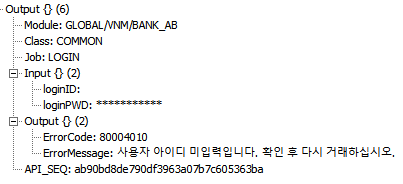 Output {} (6)
Module: GLOBAL/VNM/BANK_AB
Class: COMMON
Job: LOGIN
Input {} (2)
loginID:
loginPWD: ***********
Output {} (2)
ErrorCode: 80004010
ErrorMessage: 사용자 아이디 미입력입니다. 확인 후 다시 거래하십시오.
API_SEQ: ab90bd8de790df3963a07b7c605363ba